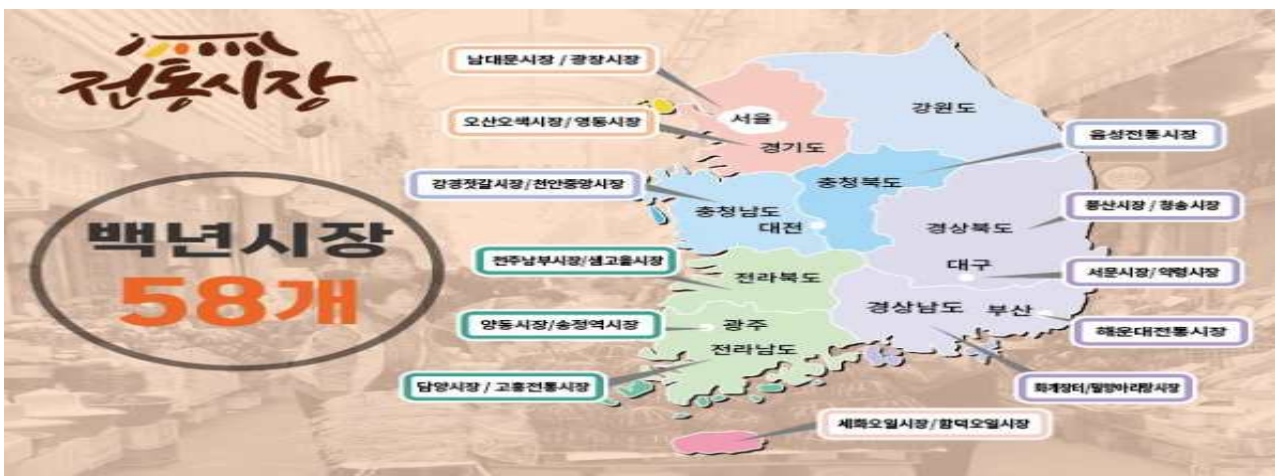 전통시장
백년시장
58개
남대문시장 / 광장시장
오산오색시장/영동시장
강경젓갈시장/천안중앙시장
전주남부시장/샘고을시장
양동시장/송정역시장
담양시장 / 고흥전통시장
서울
경기도
강원도
충청북도
충청남도
대전
경상북도
대구
전라북도
경상남도
부산
광주
전라남도
음성전통시장
풍산시장 / 청송시장
서문시장/약령시장
해운대전통시장
화개장터/밀양아리랑시장
세화오일시장/함덕오일시장